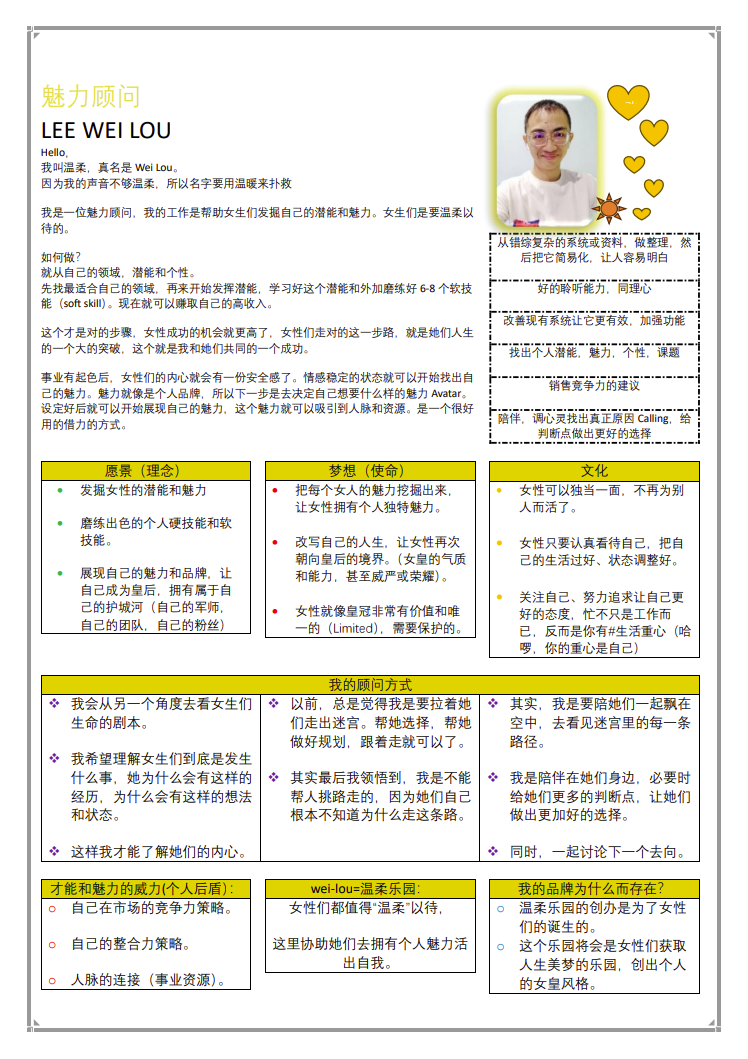 魅力顾问
LEE WEI LOU
Hello,
我叫温柔，真名是 Wei Lou。
因为我的声音不够温柔，所以名字要用温暖来扑救
我是一位魅力顾问，我的工作是帮助女生们发掘自己的潜能和魅力。女生们是要温柔以
待的。
如何做？
就从自己的领域，潜能和个性。
先找最适合自己的领域，再来开始发挥潜能，学习好这个潜能和外加磨练好 6-8 个软技
能（soft skill）。现在就可以赚取自己的高收入。
这个才是对的步骤，女性成功的机会就更高了，女性们走对的这一步路，就是她们人生
的一个大的突破，这个就是我和她们共同的一个成功。
事业有起色后，女性们的内心就会有一份安全感了。情感稳定的状态就可以开始找出自
己的魅力。魅力就像是个人品牌，所以下一步是去决定自己想要什么样的魅力 Avatar。
设定好后就可以开始展现自己的魅力，这个魅力就可以吸引到人脉和资源。是一个很好
用的借力的方式。
从错综复杂的系统或资料，做整理，然
后把它简易化，让人容易明白
好的聆听能力，同理心
改善现有系统让它更有效，加强功能
找出个人潜能，魅力，个性，课题
销售竞争力的建议
陪伴，调心灵找出真正原因 Calling，给
判断点做出更好的选择
愿景（理念）
发掘女性的潜能和魅力
磨练出色的个人硬技能和软
技能。
展现自己的魅力和品牌，让
自己成为皇后，拥有属于自
己的护城河（自己的军师，
自己的团队，自己的粉丝）
梦想（使命）
把每个女人的魅力挖掘出来，
让女性拥有个人独特魅力。
改写自己的人生，让女性再次
朝向皇后的境界。（女皇的气质
和能力，甚至威严或荣耀）。
女性就像皇冠非常有价值和唯
一的（Limited），需要保护的。
文化
女性可以独当一面，不再为别
人而活了。
女性只要认真看待自己，把自
己的生活过好、状态调整好。
关注自己、努力追求让自己更
好的态度，忙不只是工作而
已，反而是你有#生活重心（哈
啰，你的重心是自己）
我的顾问方式
我会从另一个角度去看女生们
生命的剧本。
我希望理解女生们到底是发生
什么事，她为什么会有这样的
经历，为什么会有这样的想法
和状态。
这样我才能了解她们的内心。
以前，总是觉得我是要拉着她
们走出迷宫。帮她选择，帮她
做好规划，跟着走就可以了。
其实最后我领悟到，我是不能
帮人挑路走的，因为她们自己
根本不知道为什么走这条路。
其实，我是要陪她们一起飘在
空中，去看见迷宫里的每一条
路径。
我是陪伴在她们身边，必要时
给她们更多的判断点，让她们
做出更加好的选择。
同时，一起讨论下一个去向。
才能和魅力的威力(个人后盾)：
自己在市场的竞争力策略。
自己的整合力策略。
人脉的连接（事业资源）。
wei-lou=温柔乐园：
女性们都值得“温柔”以待，
这里协助她们去拥有个人魅力活
出自我。
我的品牌为什么而存在？
温柔乐园的创办是为了女性
们的诞生的。
这个乐园将会是女性们获取
人生美梦的乐园，创出个人
的女皇风格。